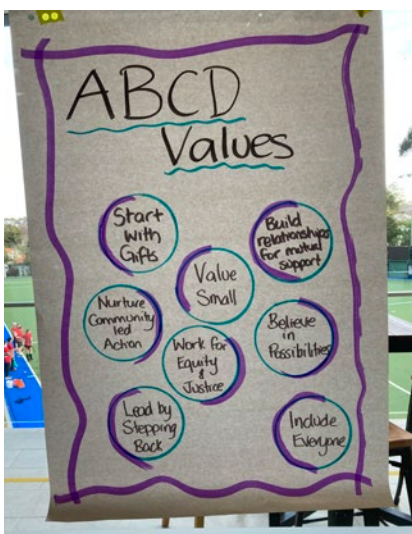 ABCD
Values
Start
with
Gifts
Build
relationships
for mutual
support
Value
Small
Nurture
Community
led
Action
Believe
in
Possibilities
Work for
Equity
&
Justice
Lead by
Stepping
Back
Include
Everyone